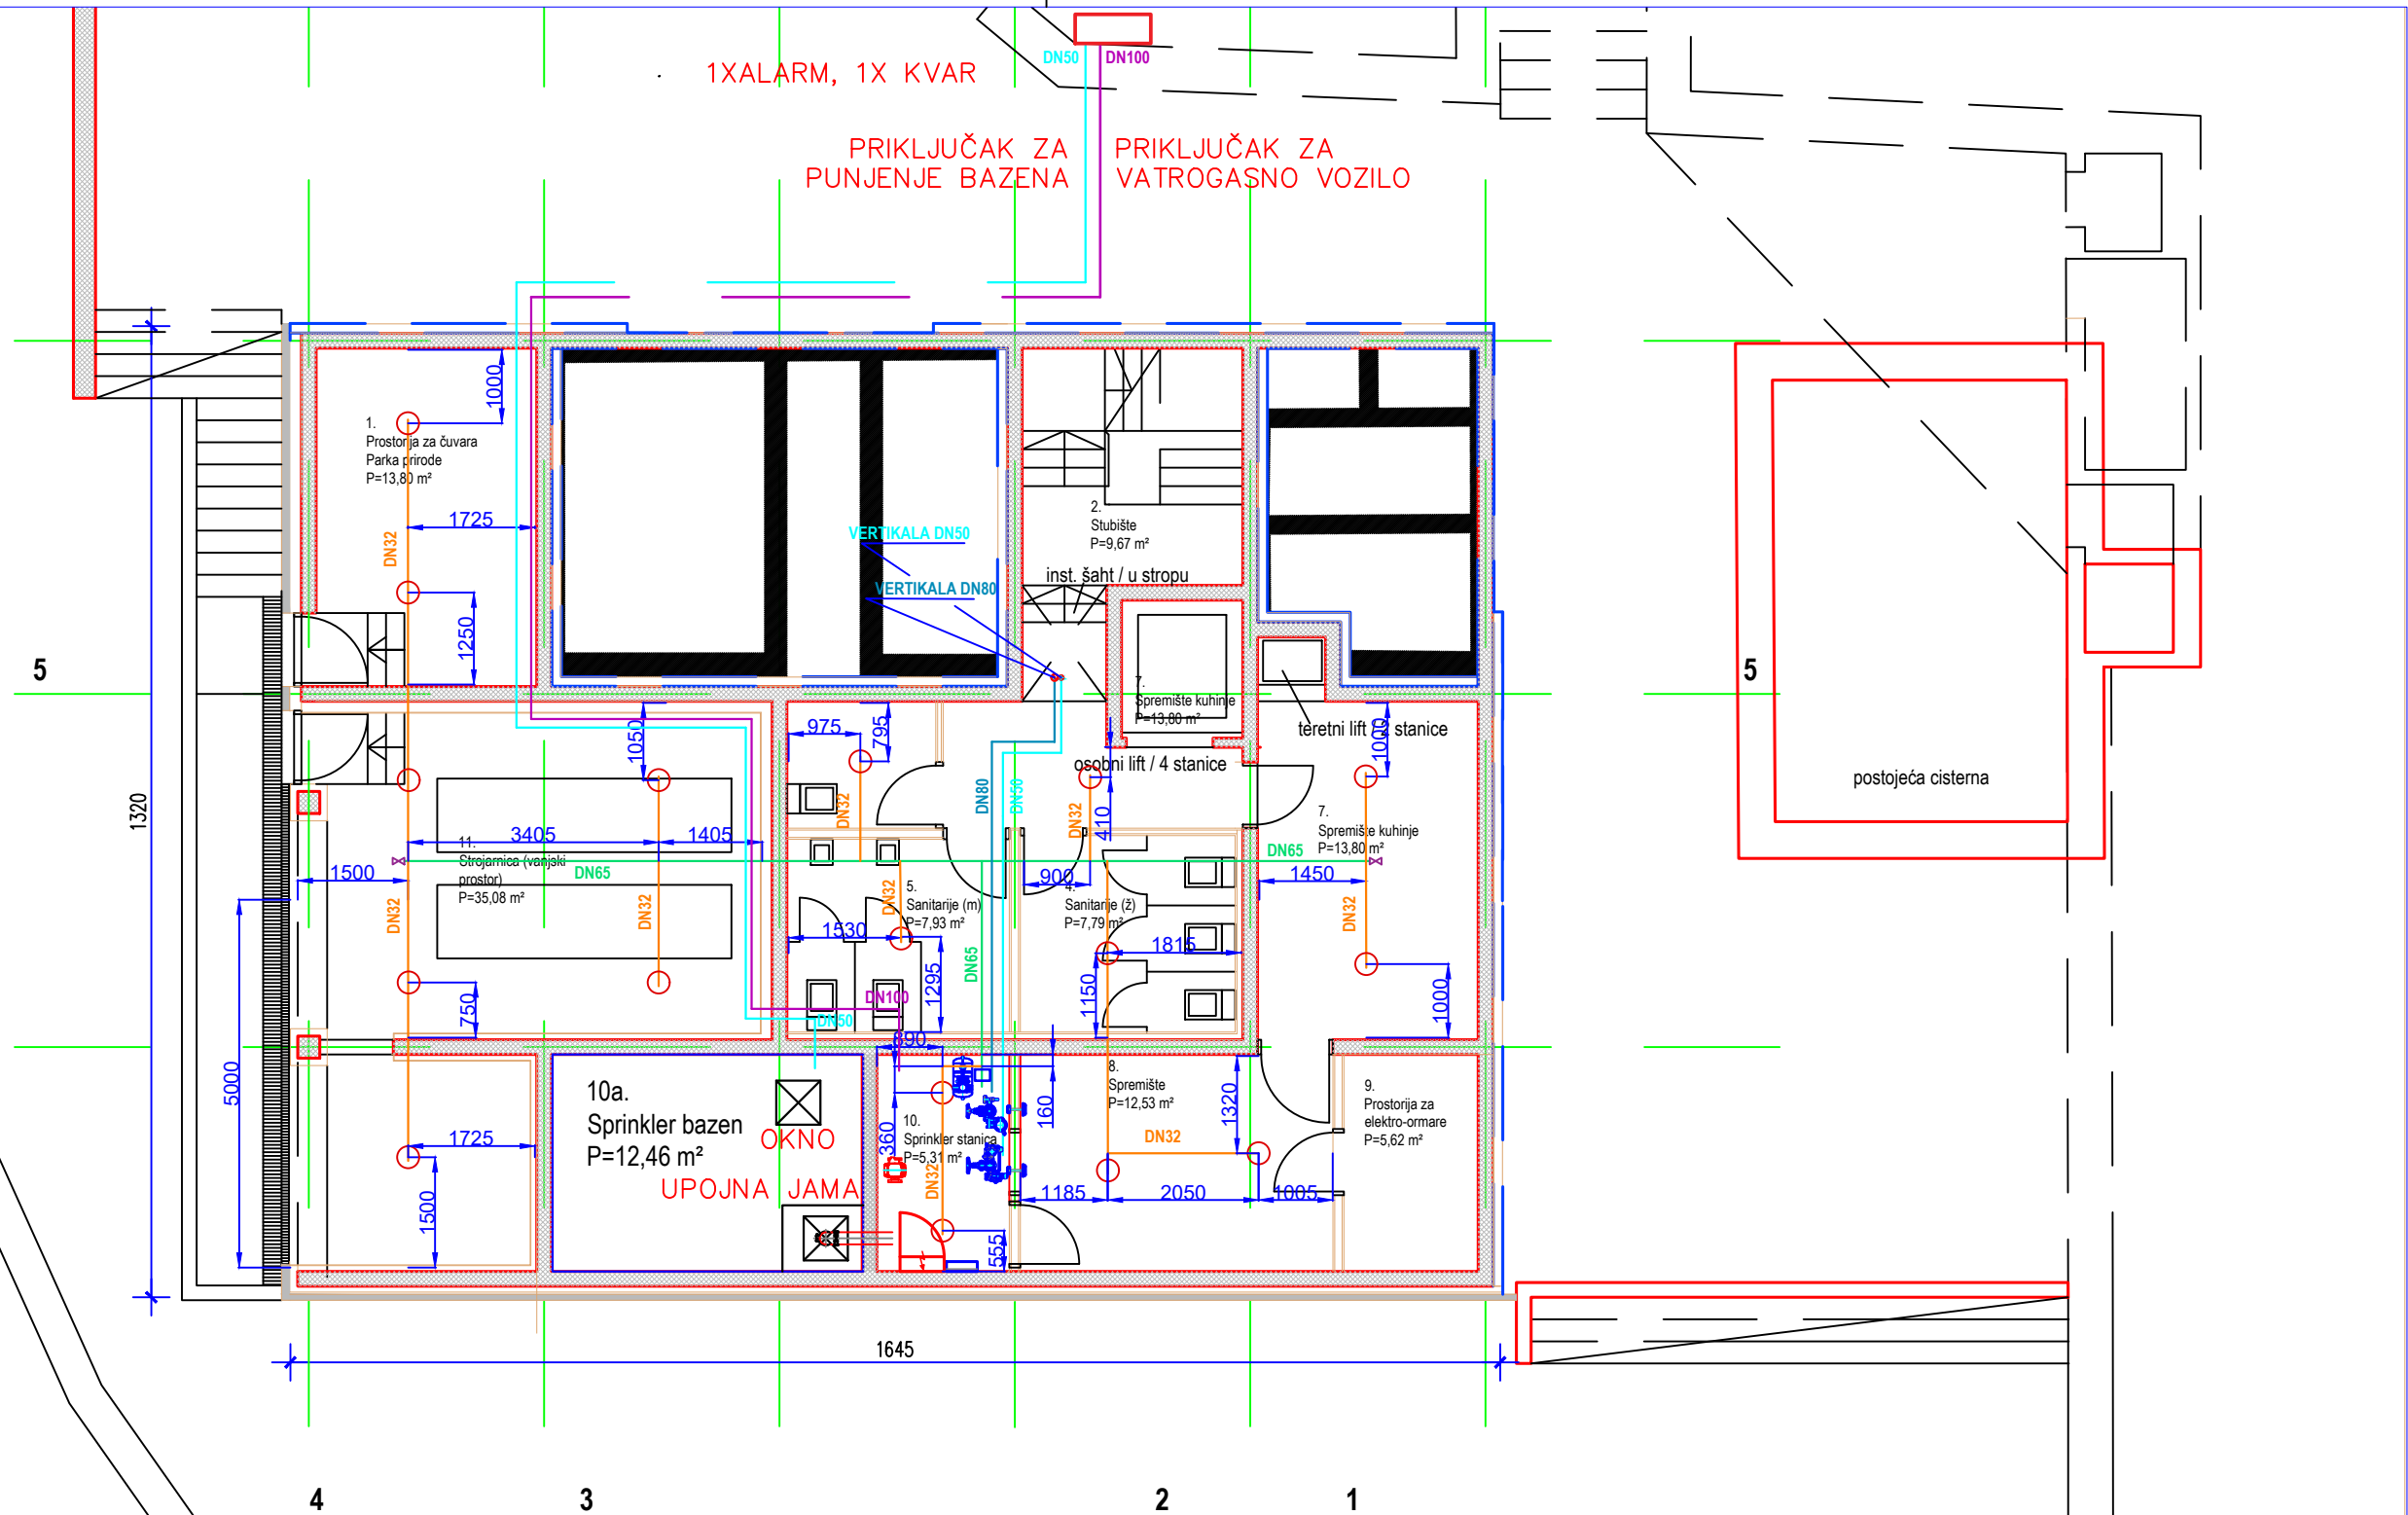 DN50
DN100
1XALARM, 1X KVAR
PRIKLJUČAK ZA
PUNJENJE BAZENA
PRIKLJUČAK ZA
VATROGASNO VOZILO
1000
1.
Prostorija za čuvara
Parka prirode
P=13,80 m²
1725
DN32
1250
VERTIKALA DN50
VERTIKALA DN80
2.
Stubište
P=9,67 m²
inst. šaht / u stropu
5
5
7.
Spremište kuhinje
P=13,80 m²
teretni lift / 2 stanice
osobni lift / 4 stanice
postojeća cisterna
1320
1050
975
795
DN32
DN80
DN50
DN32
410
1000
3405
1405
11.
Strojarnica (vanjski
prostor)
P=35,08 m²
1500
DN65
DN32
DN32
DN32
5.
Sanitarije (m)
P=7,93 m²
900
4.
Sanitarije (ž)
P=7,79 m²
7.
Spremište kuhinje
P=13,80 m²
DN65
1450
DN32
1530
1295
DN65
1815
1150
1000
750
DN100
DN50
890
5000
10a.
Sprinkler bazen
P=12,46 m²
OKNO
UPOJNA JAMA
360
10.
Sprinkler stanica
P=5,31 m²
DN32
160
8.
Spremište
P=12,53 m²
1320
DN32
9.
Prostorija za
elektro-ormare
P=5,62 m²
1725
1500
1185
2050
1005
555
1645
4
3
2
1